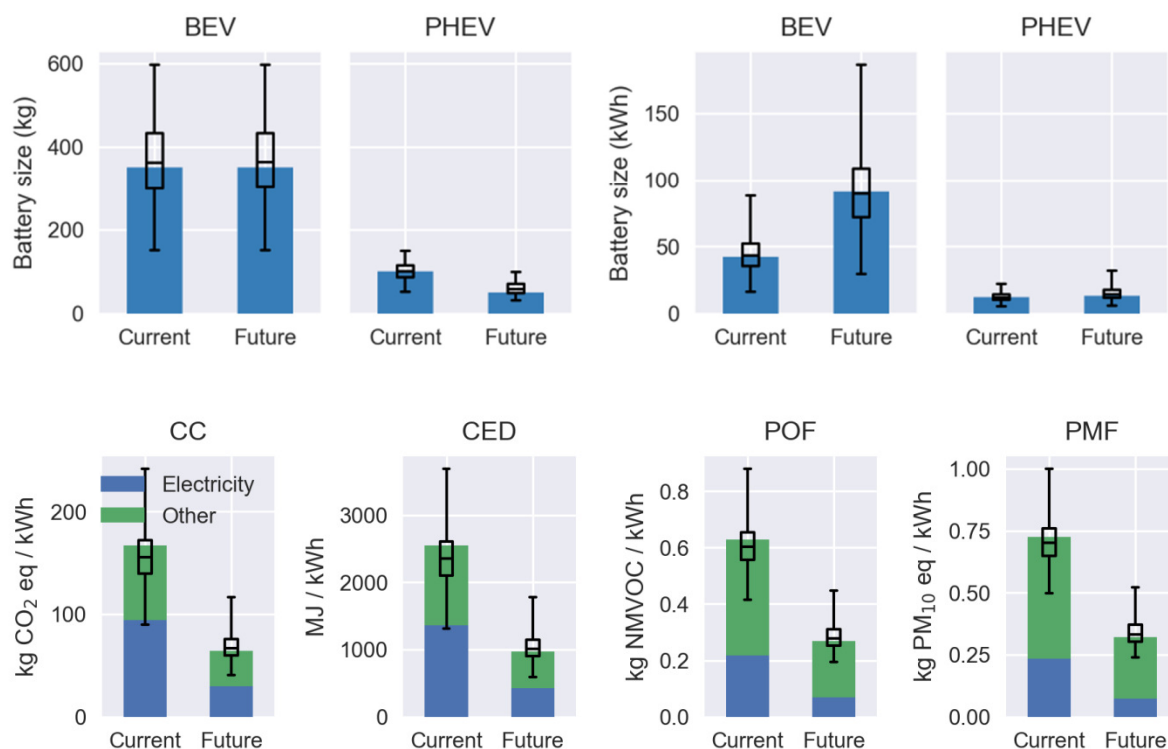 BEV PHEV BEV PHEV
Battery size (kg)
600
400
200
0
Current Future Current Future
Battery size (kWh)
150
100
50
0
Current Future Current Future
CC CED POF PMF
Electricity
Other
kg CO₂ eq / kWh
200
100
0
Current Future
MJ / kWh
3000
2000
1000
0
Current Future
kg NMVOC / kWh
0.8
0.6
0.4
0.2
0.0
Current Future
kg PM₁₀ eq / kWh
1.00
0.75
0.50
0.25
0.00
Current Future